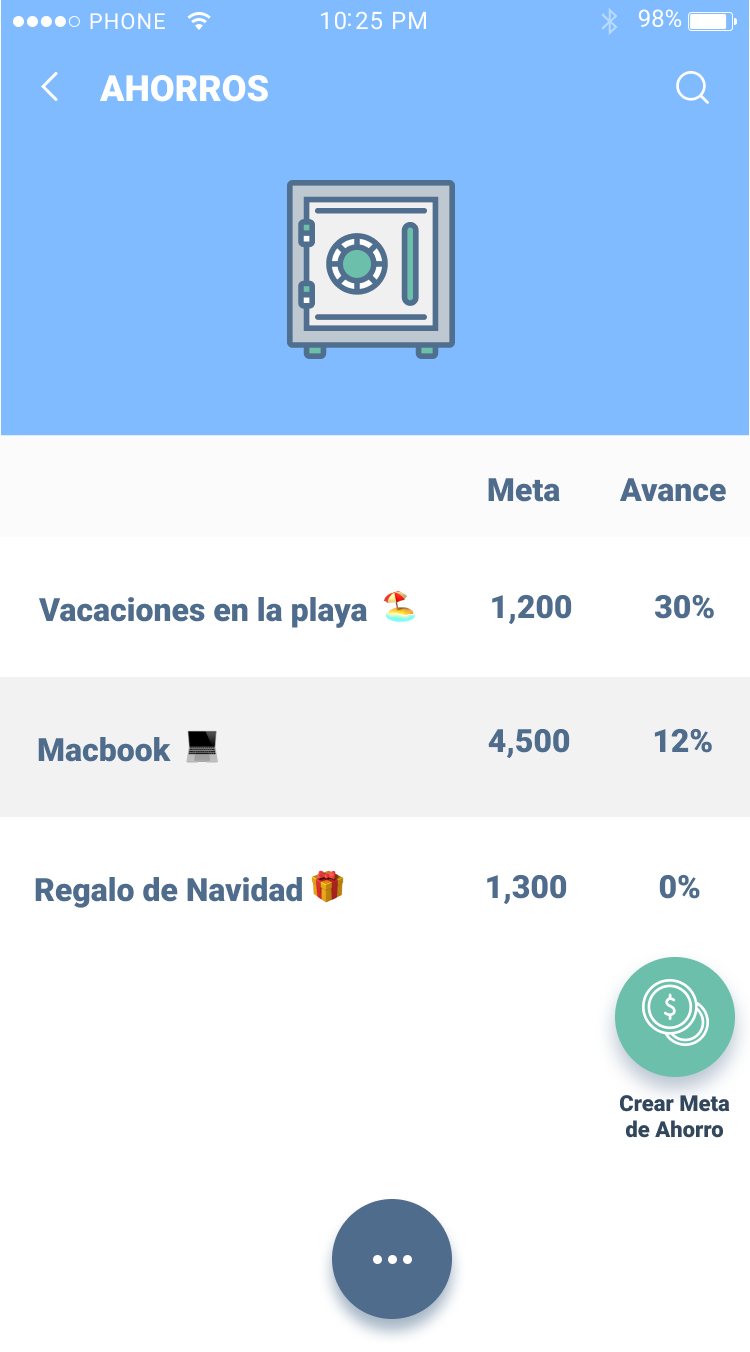 PHONE 10:25 PM 98%
AHORROS
Meta Avance
Vacaciones en la playa 🏖️ 1,200 30%
Macbook 💻 4,500 12%
Regalo de Navidad 🎁 1,300 0%
$
Crear Meta
de Ahorro